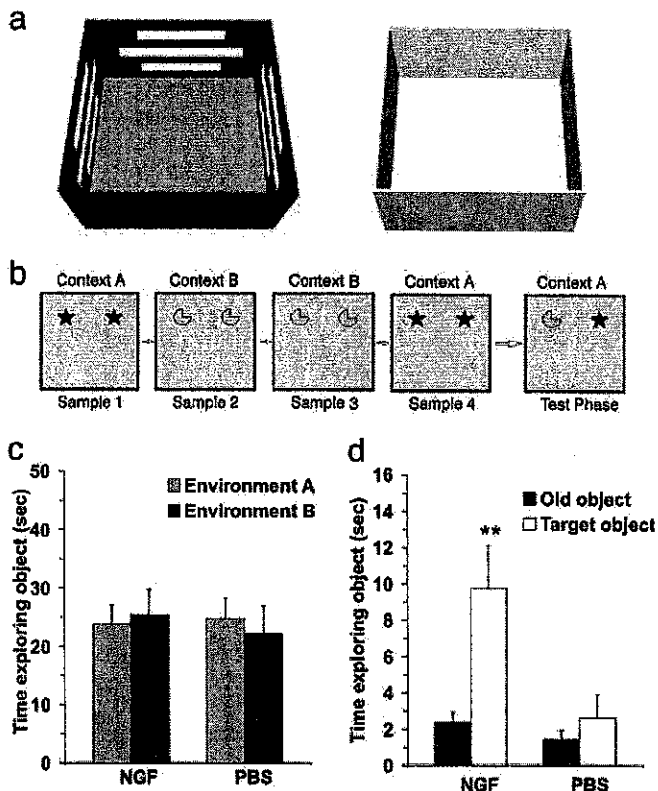 a
b
Context A Context B Context B Context A Context A
Sample 1 Sample 2 Sample 3 Sample 4 Test Phase
c
50
40
30
20
10
0
Time exploring object (sec)
Environment A
Environment B
NGF PBS
d
16
14
12
10
8
6
4
2
0
Time exploring object (sec)
Old object
Target object
**
NGF PBS